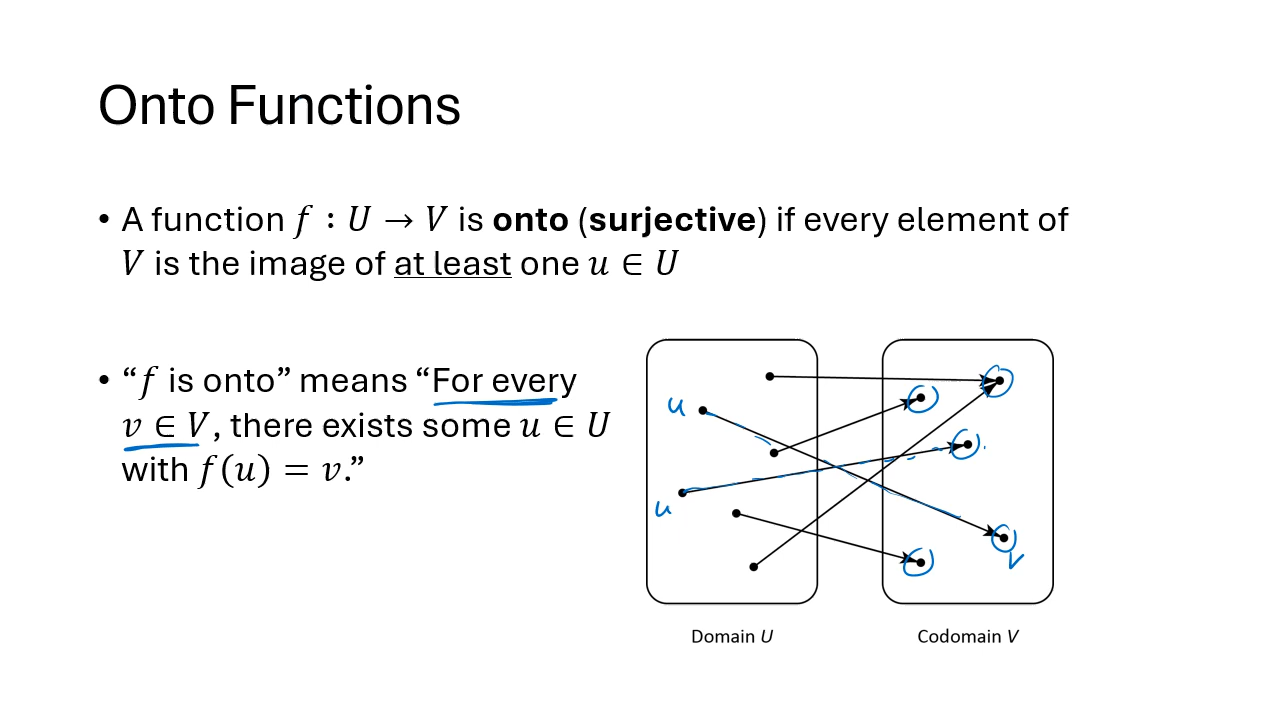 Onto Functions
• A function f : U → V is onto (surjective) if every element of
V is the image of at least one u ∈ U
• “f is onto” means “For every
v ∈ V, there exists some u ∈ U
with f(u) = v.”
u
u
v
Domain U
Codomain V